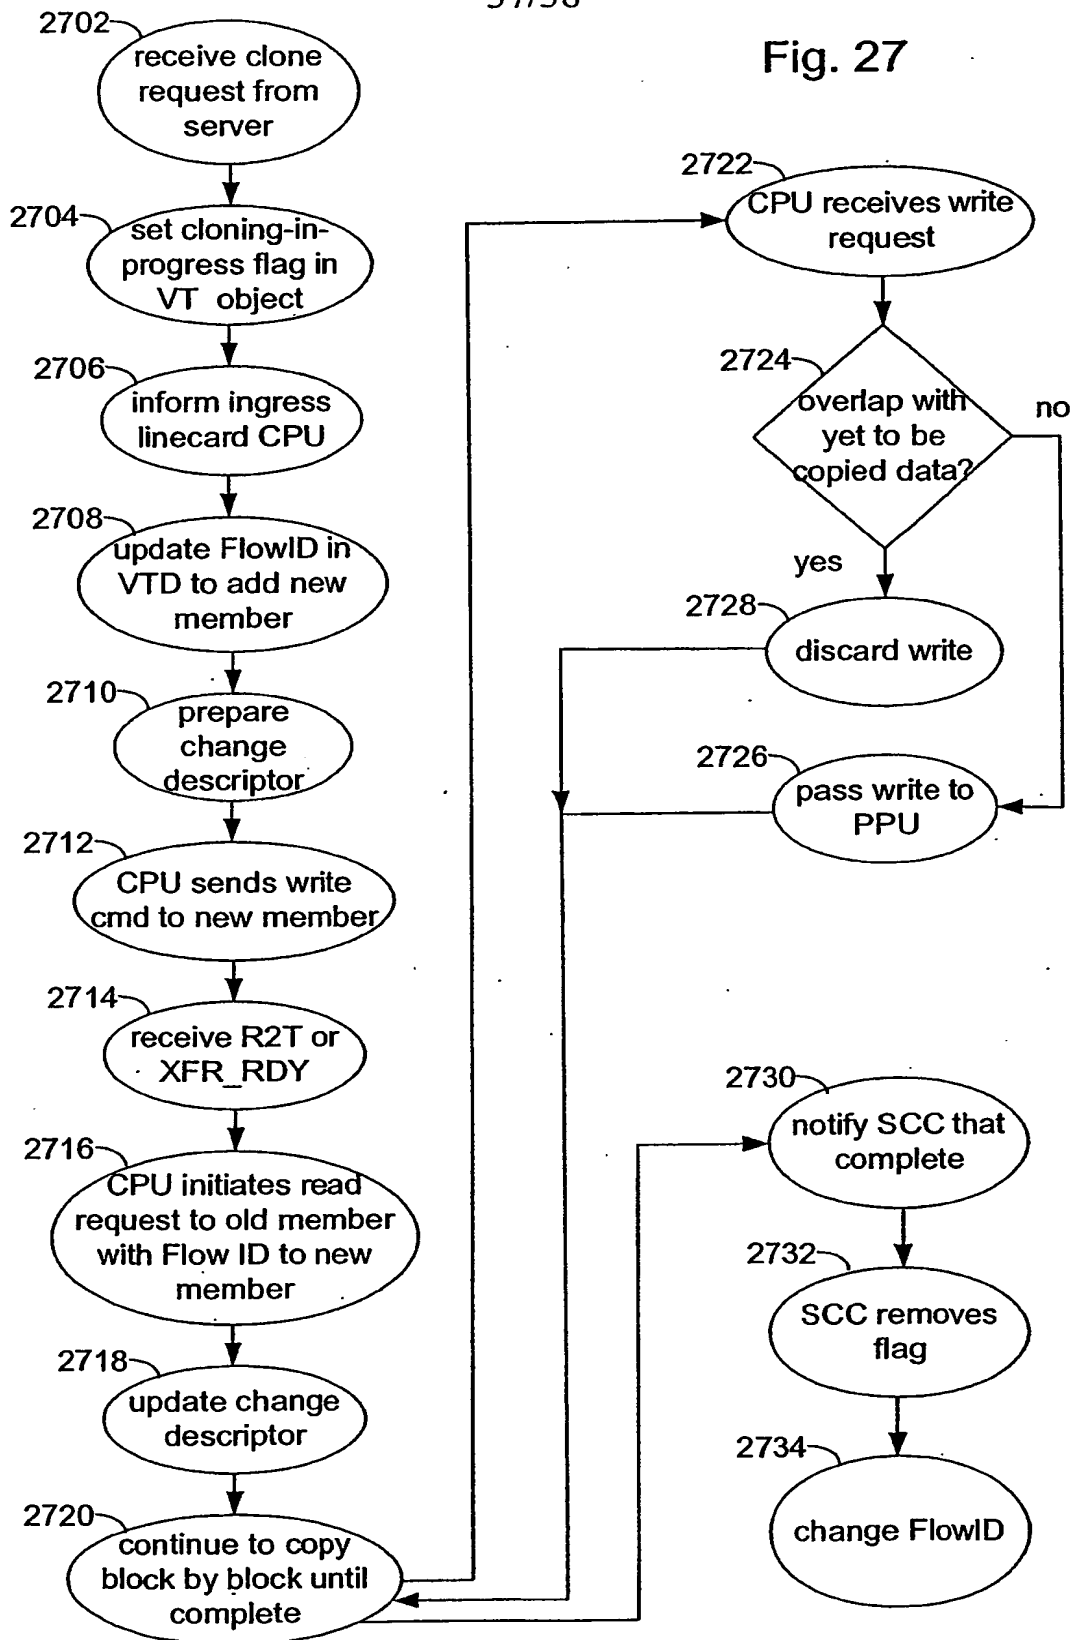 37/38
Fig. 27
2702
receive clone
request from
server
2704
set cloning-in-
progress flag in
VT object
2706
inform ingress
linecard CPU
2708
update FlowID in
VTD to add new
member
2710
prepare
change
descriptor
2712
CPU sends write
cmd to new member
2714
receive R2T or
XFR_RDY
2716
CPU initiates read
request to old member
with Flow ID to new
member
2718
update change
descriptor
2720
continue to copy
block by block until
complete
2722
CPU receives write
request
2724
overlap with
yet to be
copied data?
no
yes
2728
discard write
2726
pass write to
PPU
2730
notify SCC that
complete
2732
SCC removes
flag
2734
change FlowID